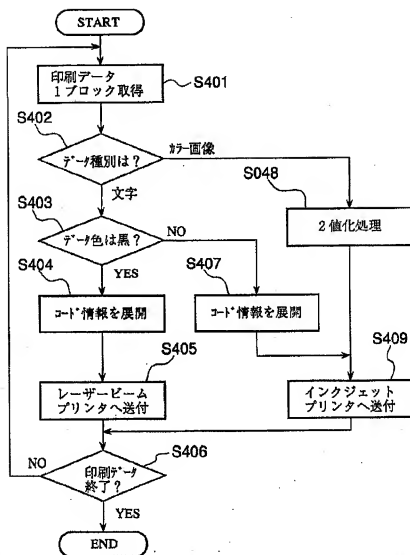 START
印刷データ
1ブロック取得
S401
S402
データ種別は?
カラー画像
文字
S048
2値化処理
S403
データ色は黒?
NO
YES
S404
コード情報を展開
S407
コード情報を展開
S405
レーザービーム
プリンタへ送付
S409
インクジェット
プリンタへ送付
S406
NO
印刷データ
終了?
YES
END